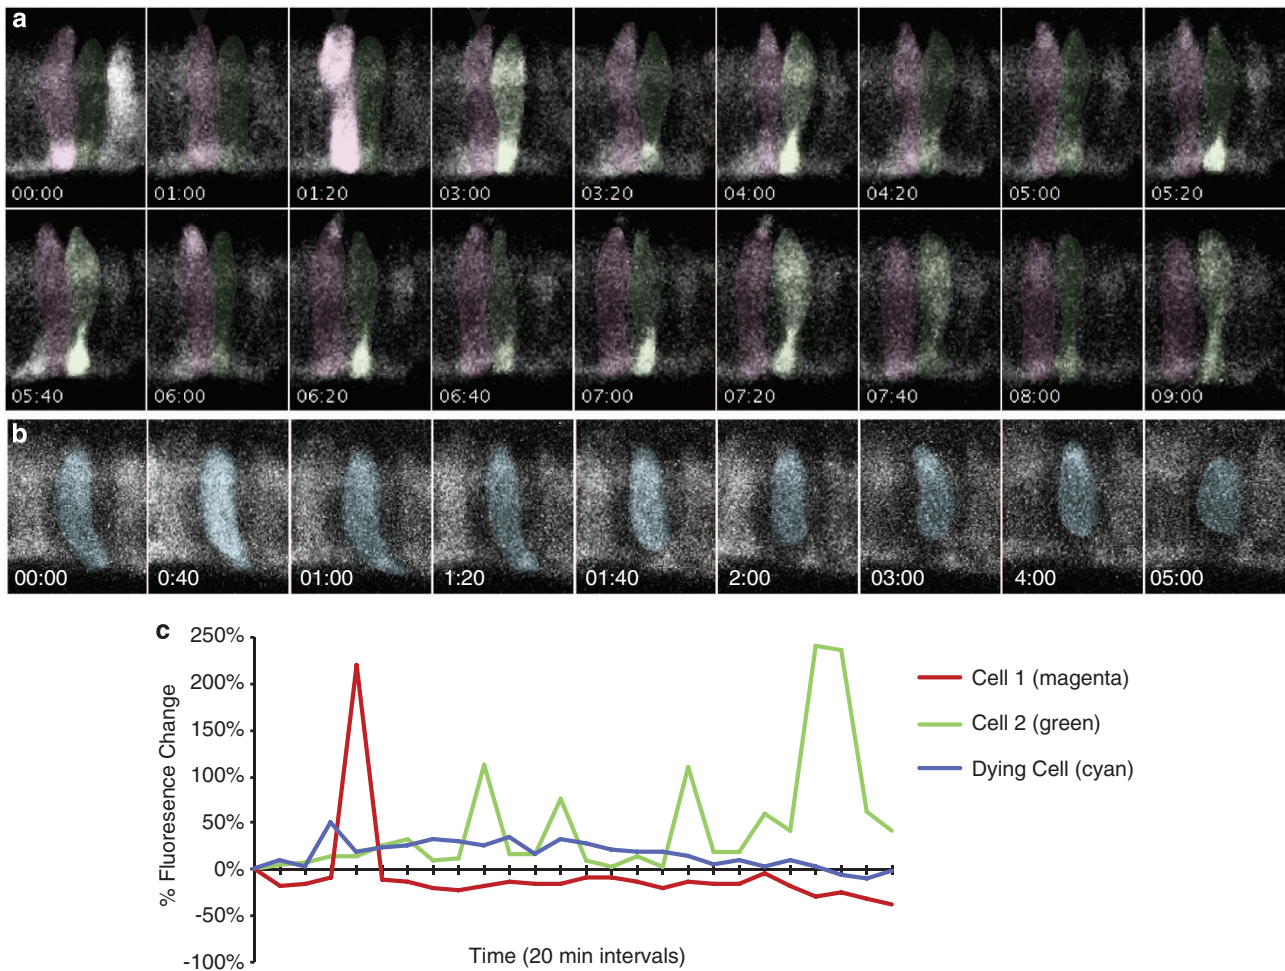 a
00:00 01:00 01:20 03:00 03:20 04:00 04:20 05:00 05:20
05:40 06:00 06:20 06:40 07:00 07:20 07:40 08:00 09:00
b
00:00 0:40 01:00 1:20 01:40 2:00 03:00 4:00 05:00
c
250%
200%
150%
100%
50%
0%
-50%
-100%
% Fluoresence Change
Time (20 min intervals)
Cell 1 (magenta)
Cell 2 (green)
Dying Cell (cyan)